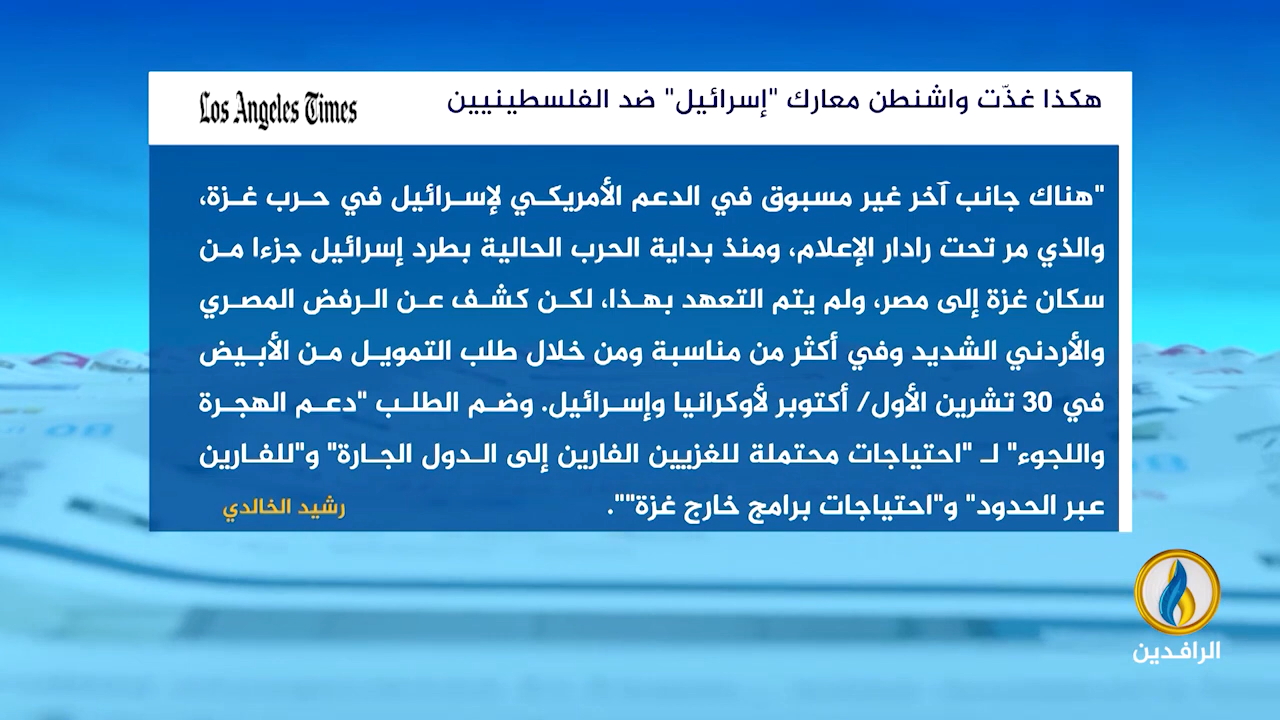 هكذا غذّت واشنطن معارك "إسرائيل" ضد الفلسطينيين
Los Angeles Times
"هناك جانب آخر غير مسبوق في الدعم الأمريكي لإسرائيل في حرب غزة،
والذي مر تحت رادار الإعلام، ومنذ بداية الحرب الحالية بطرد إسرائيل جزءا من
سكان غزة إلى مصر، ولم يتم التعهد بهذا، لكن كشف عن الرفض المصري
والأردني الشديد وفي أكثر من مناسبة ومن خلال طلب التمويل من الأبيض
في 30 تشرين الأول/ أكتوبر لأوكرانيا وإسرائيل. وضم الطلب "دعم الهجرة
واللجوء" لـ "احتياجات محتملة للغزيين الفارين إلى الدول الجارة" و"للفارين
عبر الحدود" و"احتياجات برامج خارج غزة"".
رشيد الخالدي
الرافدين